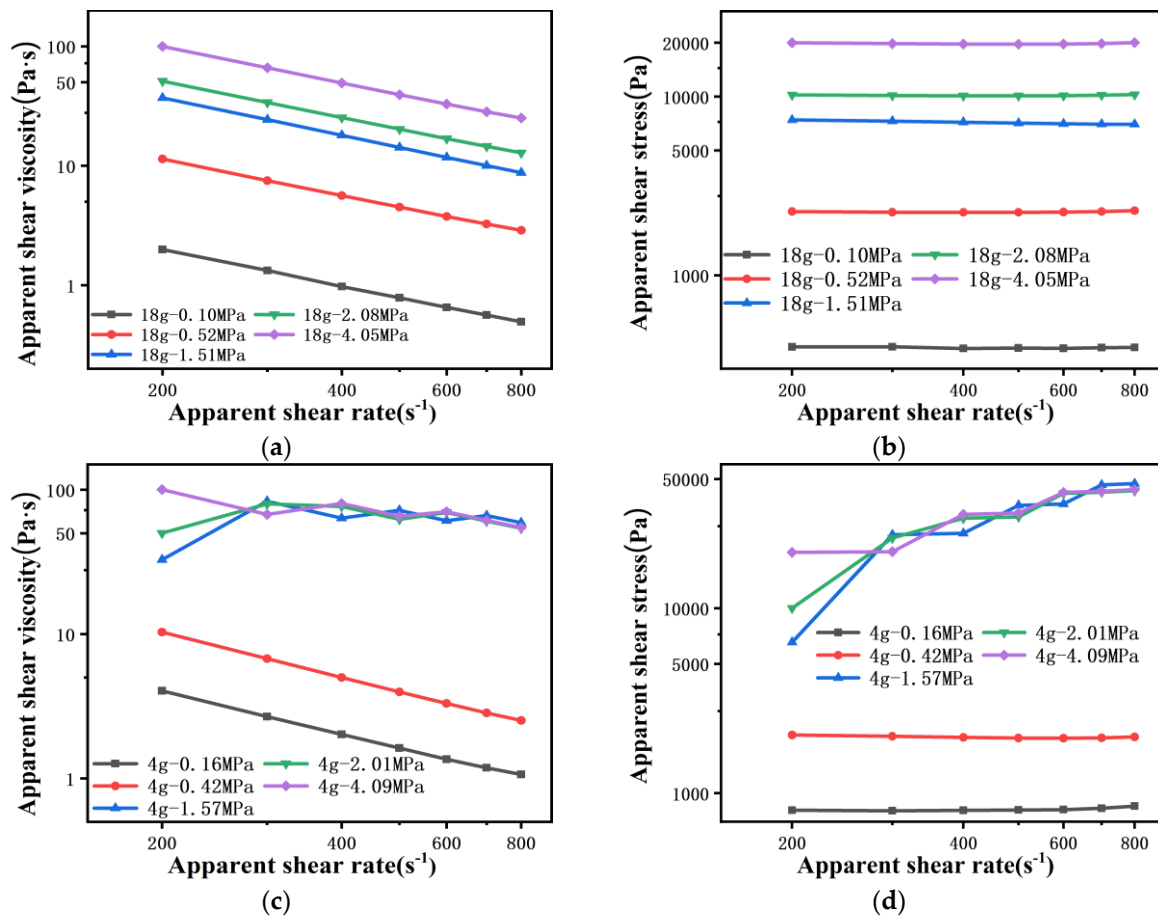 Apparent shear viscosity(Pa·s)
100
50
10
1
18g-0.10MPa 18g-2.08MPa
18g-0.52MPa 18g-4.05MPa
18g-1.51MPa
200 400 600 800
Apparent shear rate(s⁻¹)
(a)
Apparent shear stress(Pa)
20000
10000
5000
1000
18g-0.10MPa 18g-2.08MPa
18g-0.52MPa 18g-4.05MPa
18g-1.51MPa
200 400 600 800
Apparent shear rate(s⁻¹)
(b)
Apparent shear viscosity(Pa·s)
100
50
10
1
4g-0.16MPa 4g-2.01MPa
4g-0.42MPa 4g-4.09MPa
4g-1.57MPa
200 400 600 800
Apparent shear rate(s⁻¹)
(c)
Apparent shear stress(Pa)
50000
10000
5000
1000
4g-0.16MPa 4g-2.01MPa
4g-0.42MPa 4g-4.09MPa
4g-1.57MPa
200 400 600 800
Apparent shear rate(s⁻¹)
(d)